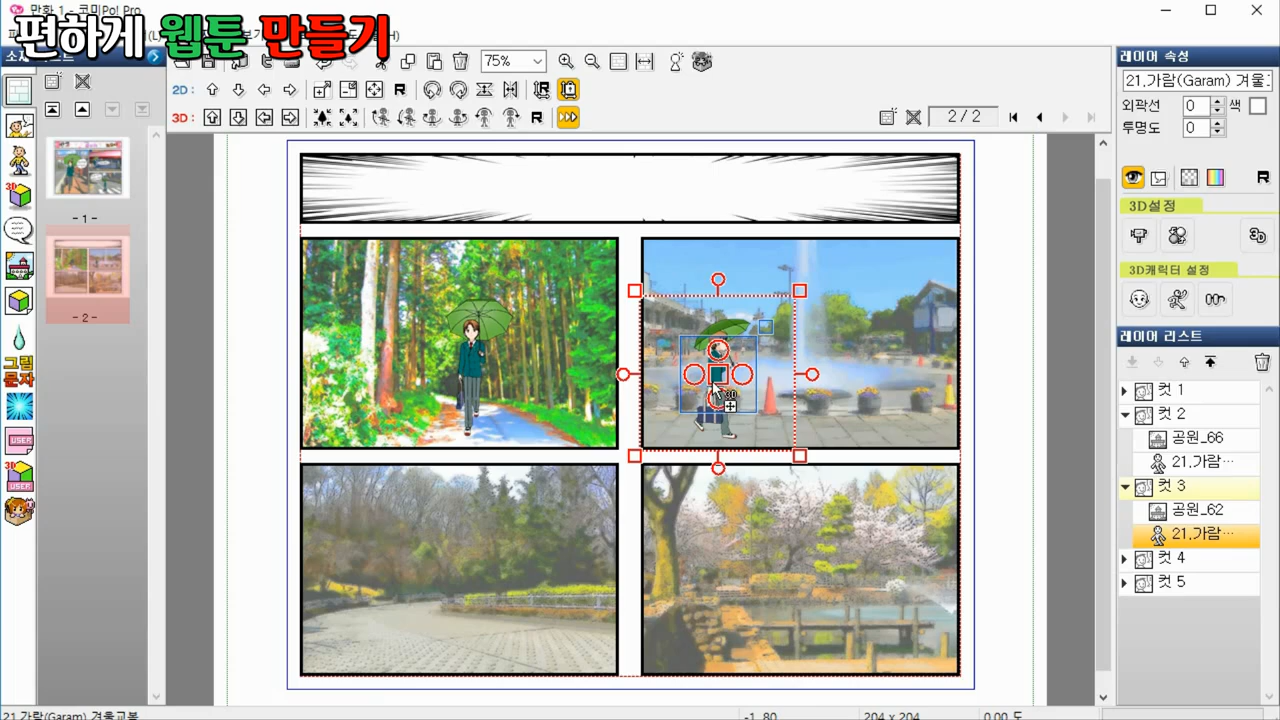 만화 1 - 코미Po! Pro
편하게 웹툰 만들기
75%
2D:
3D:
2 / 2
- 1 -
- 2 -
3D
3D
USER
3D
USER
그림
문자
3D
레이어 속성
21.가람(Garam) 겨울
외곽선 0 색
투명도 0
3D설정
3D캐릭터 설정
레이어 리스트
컷 1
컷 2
공원_66
21.가람…
컷 3
공원_62
21.가람…
컷 4
컷 5
21.가람(Garam) 겨울교복
-1, 80
204 x 204
0.00 도